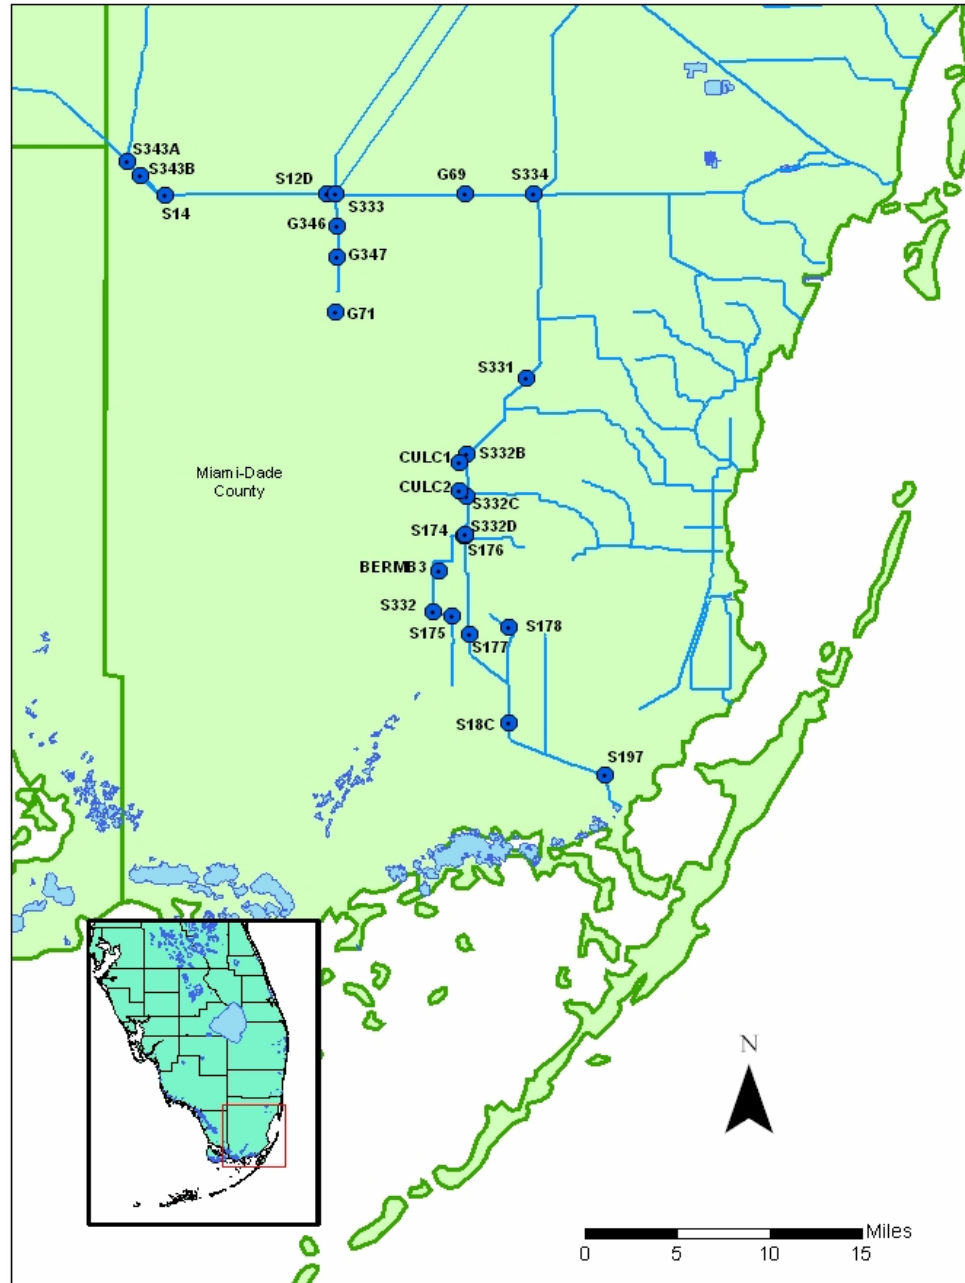 S343A
S343B
S14
S12D
S333
G69
S334
G346
G347
G71
S331
CULC1
S332B
Miami-Dade
County
CULC2
S332C
S174
S332D
S176
BERMB3
S332
S175
S178
S177
S18C
S197
N
Miles
0 5 10 15